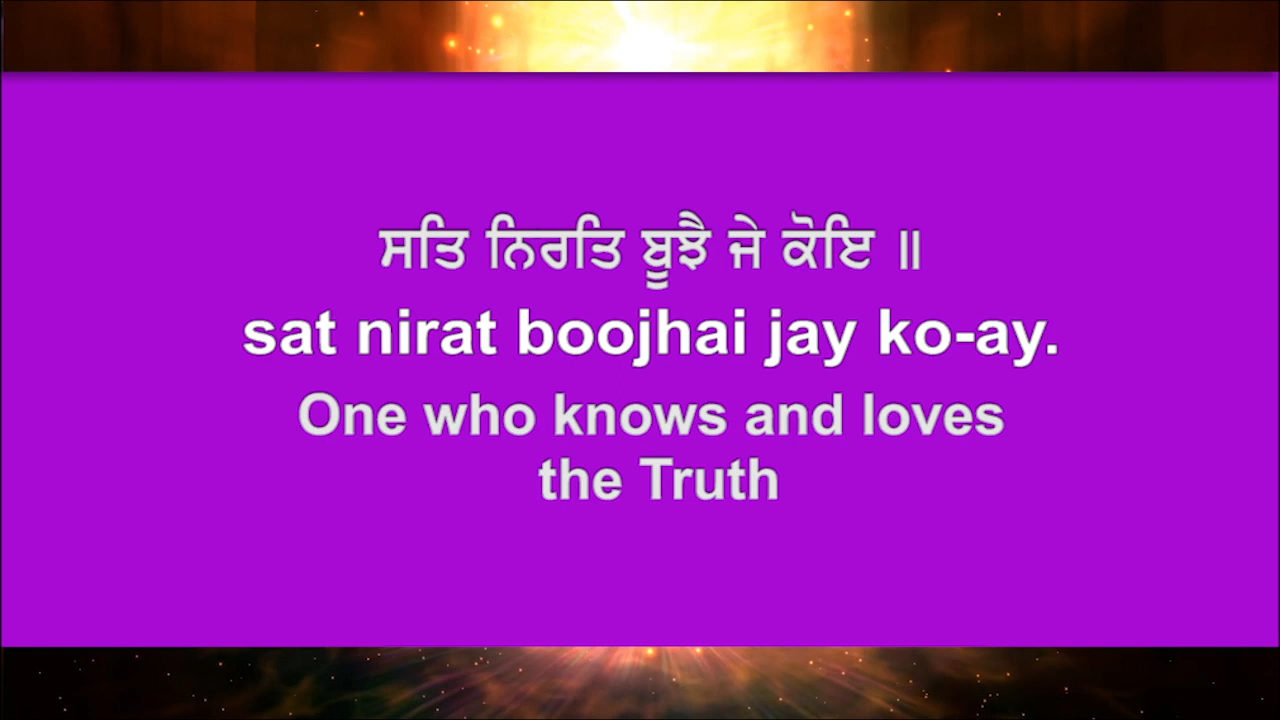 ਸਤਿ ਨਿਰਤਿ ਬੂਝੈ ਜੇ ਕੋਇ ॥
sat nirat boojhai jay ko-ay.
One who knows and loves
the Truth